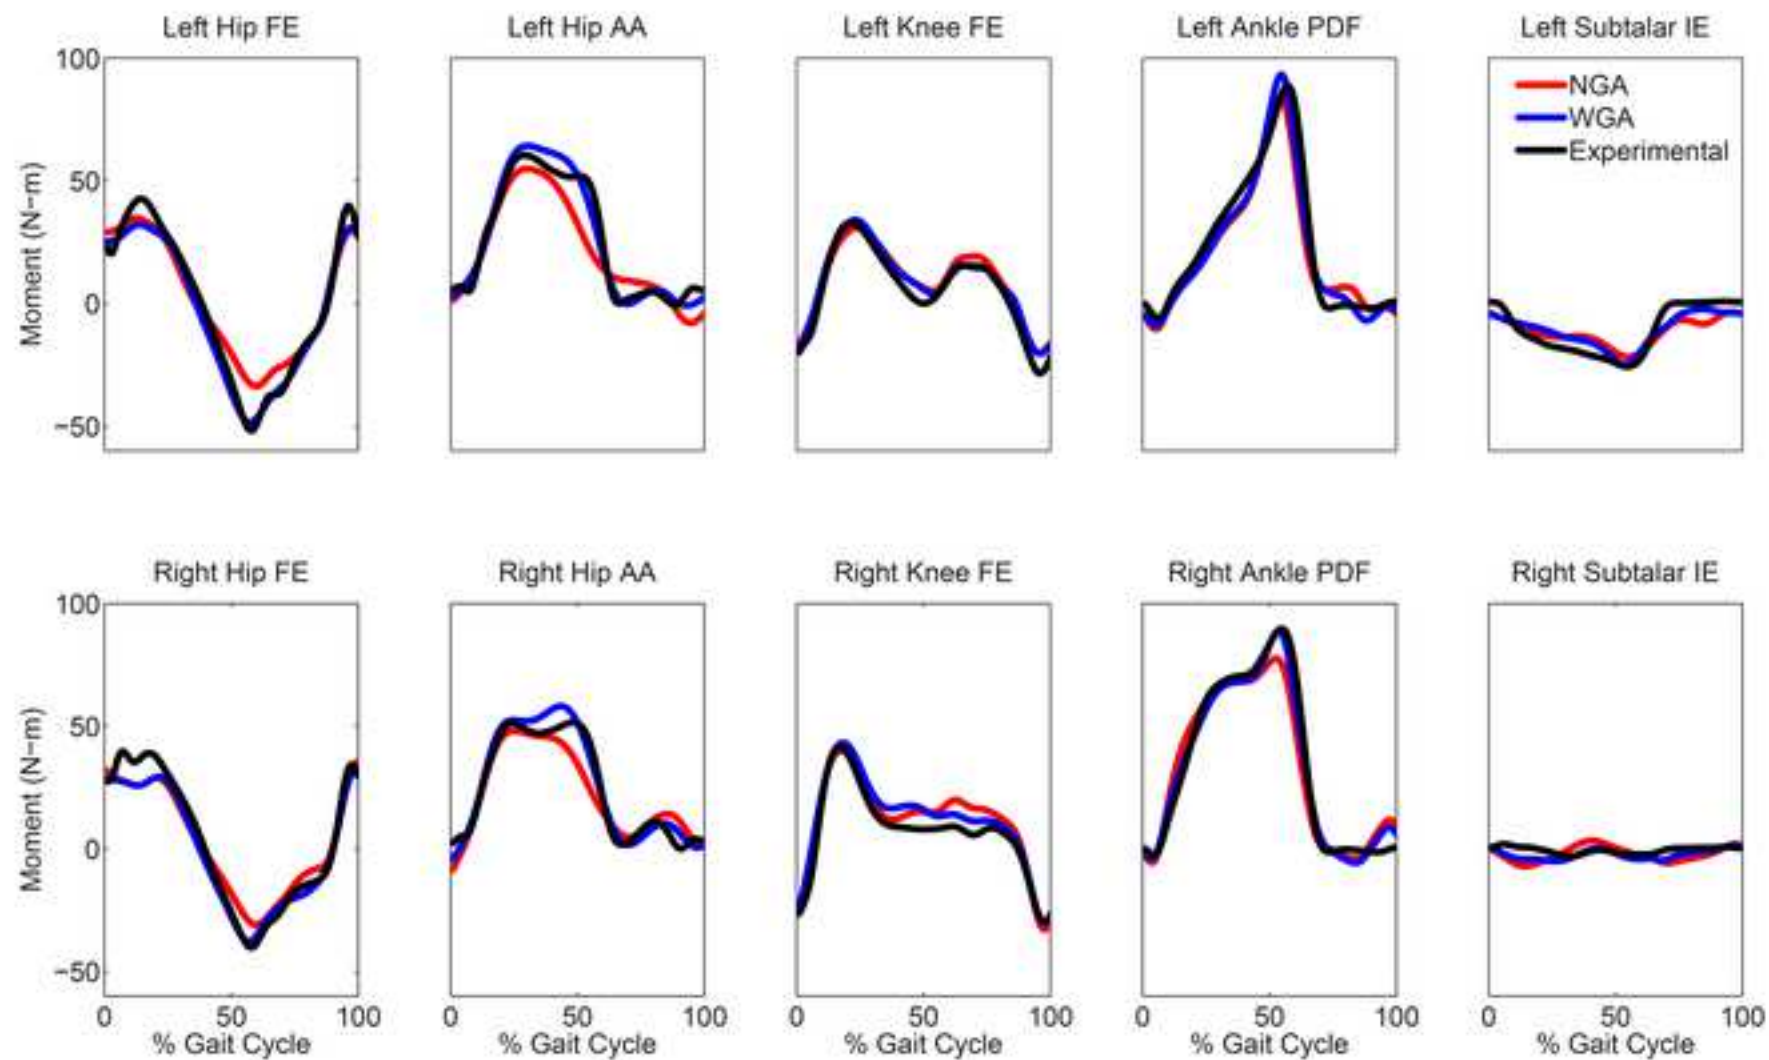 Left Hip FE
Left Hip AA
Left Knee FE
Left Ankle PDF
Left Subtalar IE
100
50
0
−50
Moment (N−m)
NGA
WGA
Experimental
Right Hip FE
Right Hip AA
Right Knee FE
Right Ankle PDF
Right Subtalar IE
100
50
0
−50
Moment (N−m)
0 50 100
0 50 100
0 50 100
0 50 100
0 50 100
% Gait Cycle
% Gait Cycle
% Gait Cycle
% Gait Cycle
% Gait Cycle